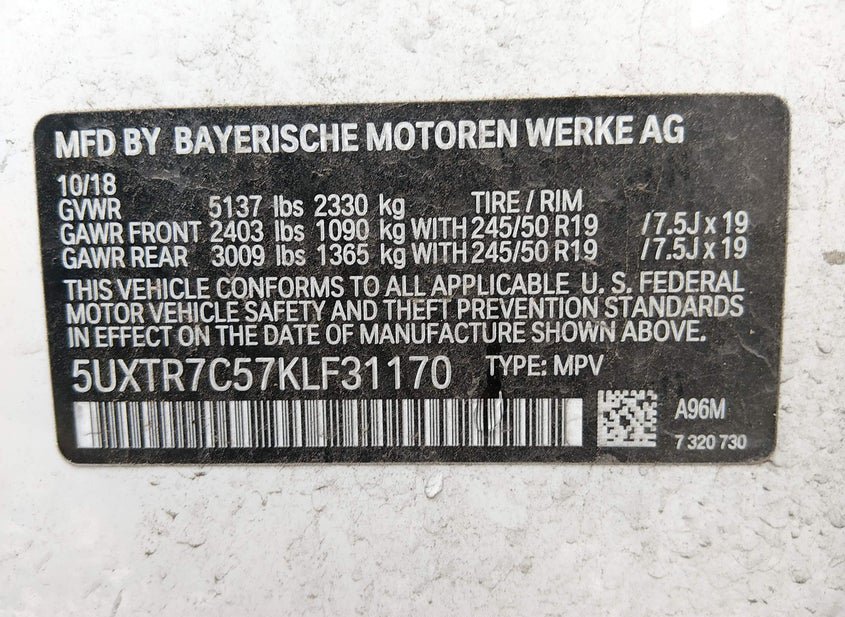 MFD BY BAYERISCHE MOTOREN WERKE AG
10/18
GVWR 5137 lbs 2330 kg TIRE / RIM
GAWR FRONT 2403 lbs 1090 kg WITH 245/50 R19 / 7.5J x 19
GAWR REAR 3009 lbs 1365 kg WITH 245/50 R19 / 7.5J x 19
THIS VEHICLE CONFORMS TO ALL APPLICABLE U. S. FEDERAL
MOTOR VEHICLE SAFETY AND THEFT PREVENTION STANDARDS
IN EFFECT ON THE DATE OF MANUFACTURE SHOWN ABOVE.
5UXTR7C57KLF31170 TYPE: MPV
A96M
7 320 730